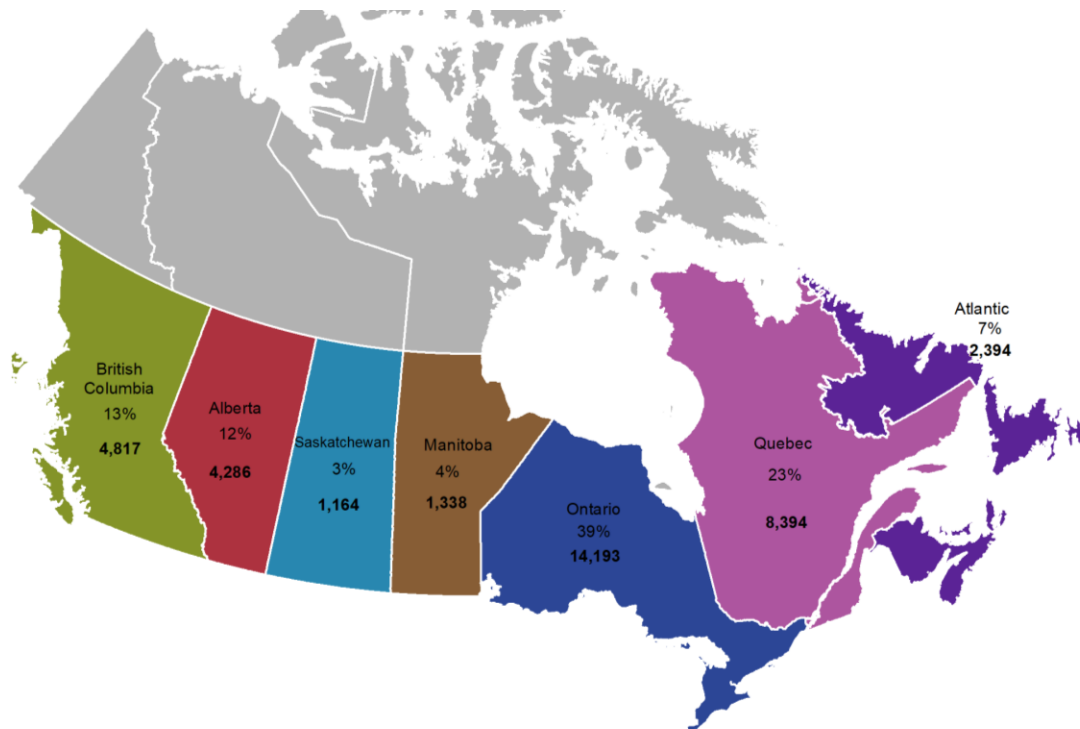 British
Columbia
13%
4,817
Alberta
12%
4,286
Saskatchewan
3%
1,164
Manitoba
4%
1,338
Ontario
39%
14,193
Quebec
23%
8,394
Atlantic
7%
2,394